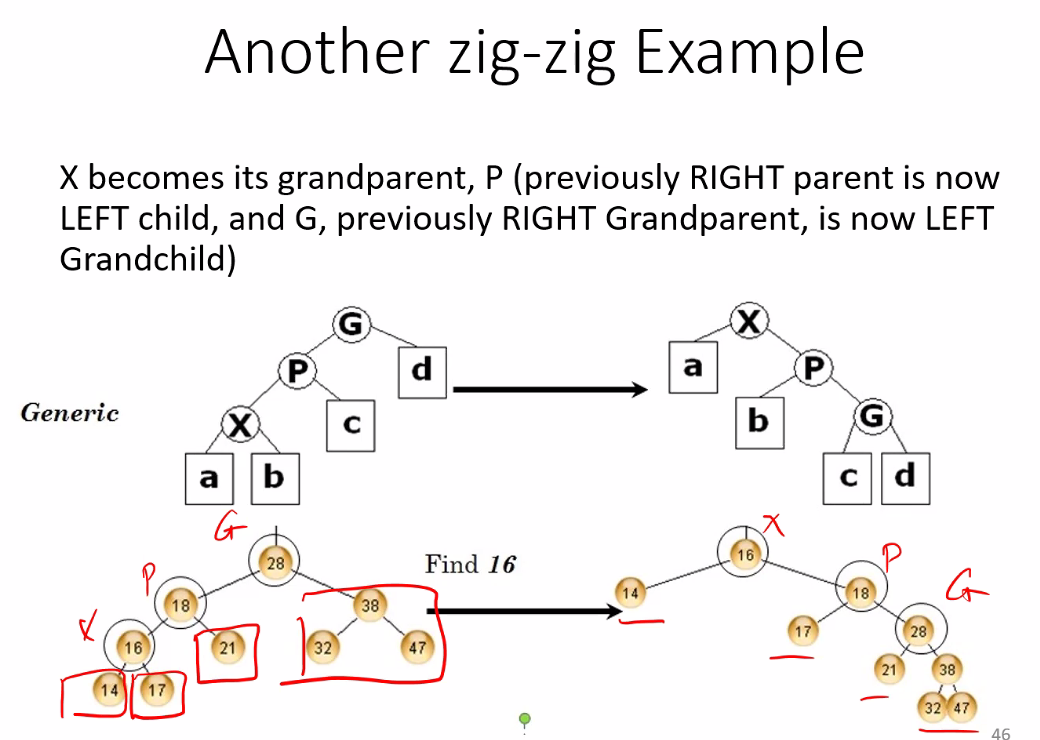 Another zig-zig Example
X becomes its grandparent, P (previously RIGHT parent is now
LEFT child, and G, previously RIGHT Grandparent, is now LEFT
Grandchild)
Generic
G
P
d
X
c
a
b
X
a
P
b
G
c
d
G
28
P
18
38
X
16
21
32
47
14
17
Find 16
X
16
P
14
18
G
17
28
21
38
32
47
46